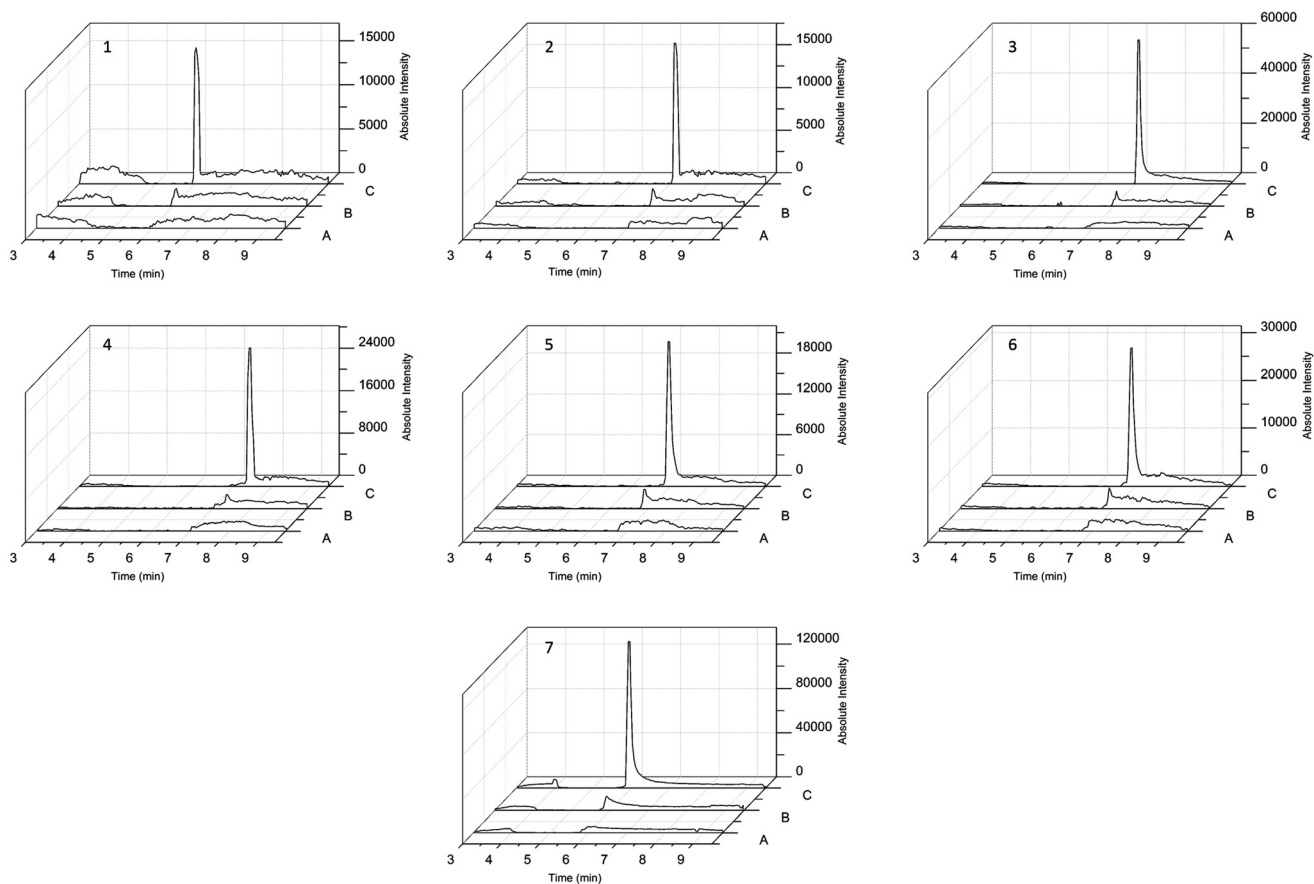 1
15000
10000
5000
0
Absolute Intensity
C
B
A
3 4 5 6 7 8 9
Time (min)
2
15000
10000
5000
0
Absolute Intensity
C
B
A
3 4 5 6 7 8 9
Time (min)
3
60000
40000
20000
0
Absolute Intensity
C
B
A
3 4 5 6 7 8 9
Time (min)
4
24000
16000
8000
0
Absolute Intensity
C
B
A
3 4 5 6 7 8 9
Time (min)
5
18000
12000
6000
0
Absolute Intensity
C
B
A
3 4 5 6 7 8 9
Time (min)
6
30000
20000
10000
0
Absolute Intensity
C
B
A
3 4 5 6 7 8 9
Time (min)
7
120000
80000
40000
0
Absolute Intensity
C
B
A
3 4 5 6 7 8 9
Time (min)